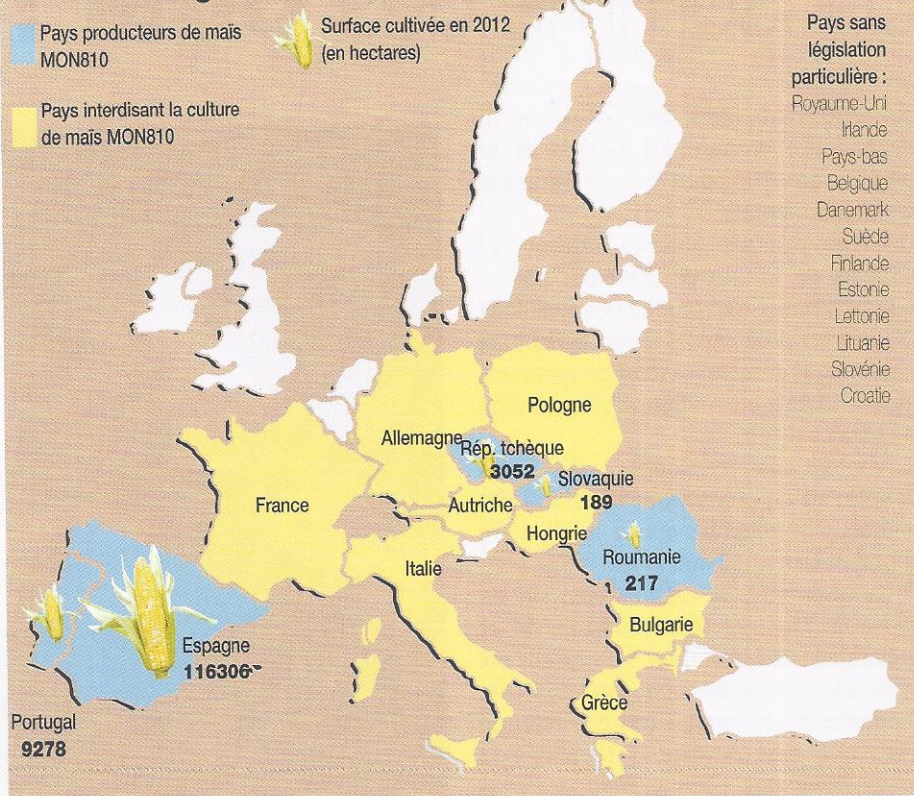 Pays producteurs de maïs
MON810
Surface cultivée en 2012
(en hectares)
Pays interdisant la culture
de maïs MON810
Pays sans
législation
particulière :
Royaume-Uni
Irlande
Pays-bas
Belgique
Danemark
Suède
Finlande
Estonie
Lettonie
Lituanie
Slovénie
Croatie
Pologne
Allemagne
Rép. tchèque
3052
Slovaquie
189
France
Autriche
Hongrie
Roumanie
217
Italie
Bulgarie
Espagne
116306
Grèce
Portugal
9278